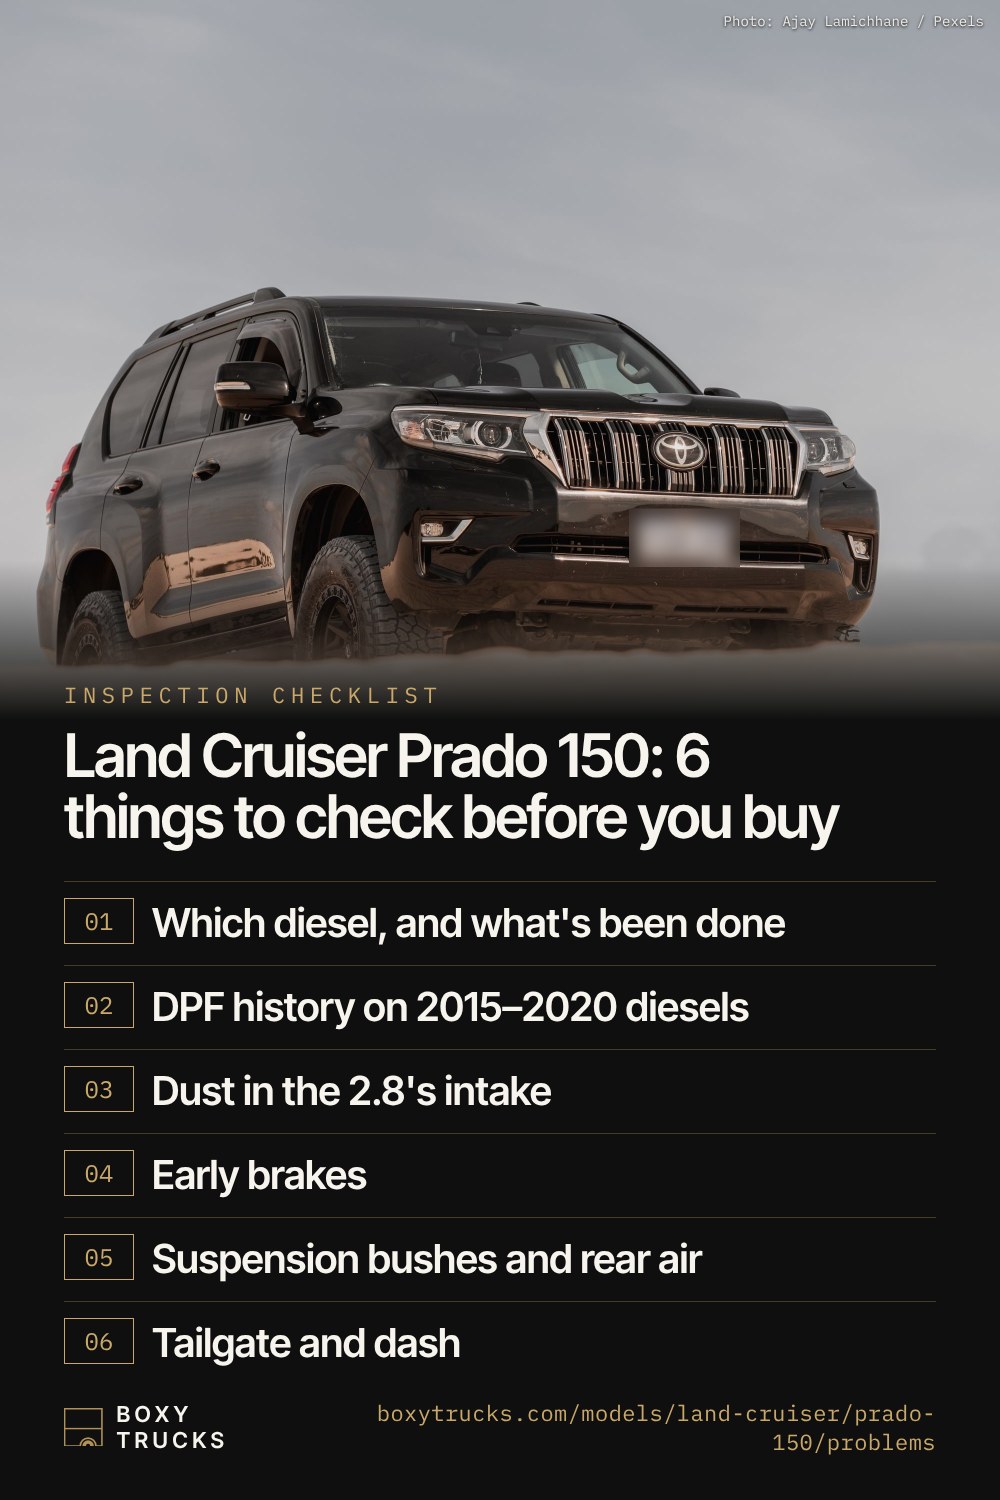 Photo: Ajay Lamichhane / Pexels
INSPECTION CHECKLIST
Land Cruiser Prado 150: 6
things to check before you buy
01 Which diesel, and what's been done
02 DPF history on 2015–2020 diesels
03 Dust in the 2.8's intake
04 Early brakes
05 Suspension bushes and rear air
06 Tailgate and dash
BOXY
TRUCKS
boxytrucks.com/models/land-cruiser/prado-
150/problems